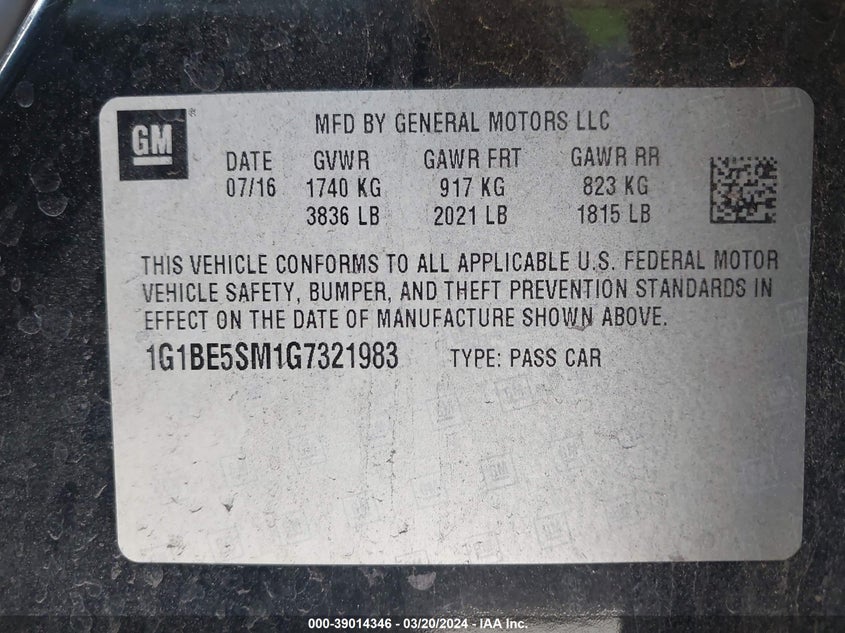 GM
MFD BY GENERAL MOTORS LLC
DATE GVWR GAWR FRT GAWR RR
07/16 1740 KG 917 KG 823 KG
3836 LB 2021 LB 1815 LB
THIS VEHICLE CONFORMS TO ALL APPLICABLE U.S. FEDERAL MOTOR
VEHICLE SAFETY, BUMPER, AND THEFT PREVENTION STANDARDS IN
EFFECT ON THE DATE OF MANUFACTURE SHOWN ABOVE.
1G1BE5SM1G7321983 TYPE: PASS CAR
000-39014346 — 03/20/2024 — IAA Inc.